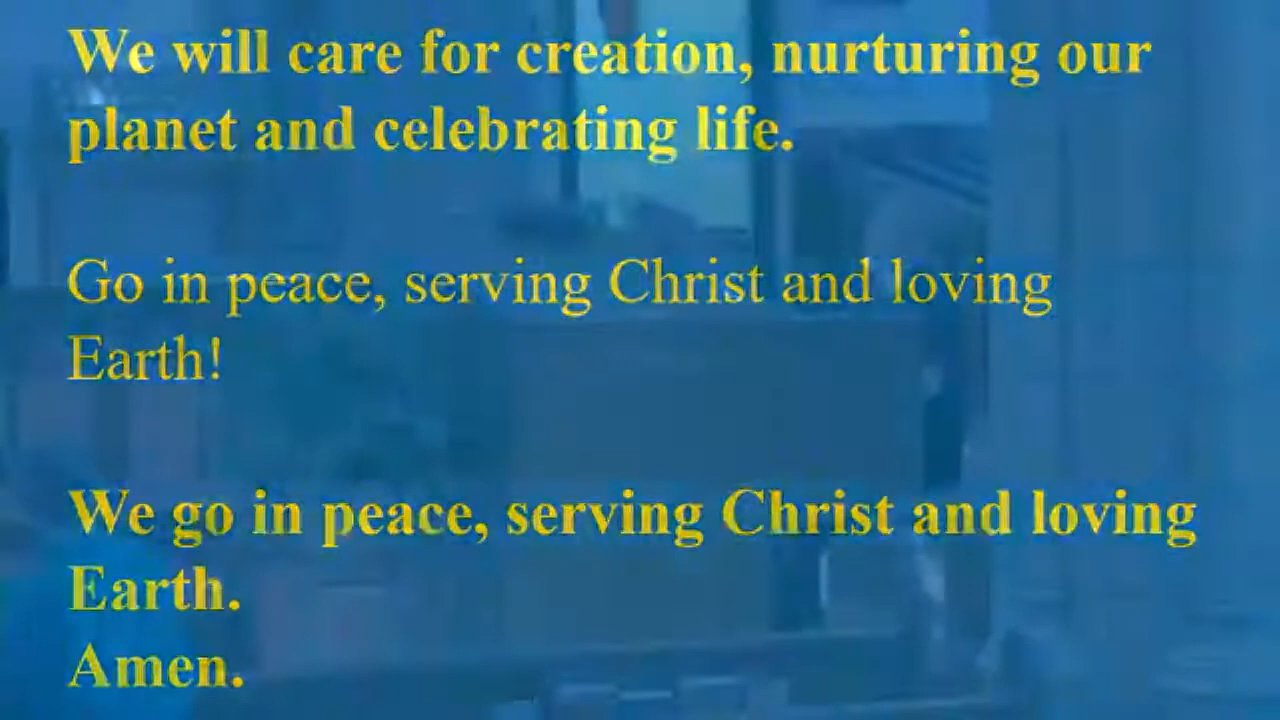 We will care for creation, nurturing our
planet and celebrating life.
Go in peace, serving Christ and loving
Earth!
We go in peace, serving Christ and loving
Earth.
Amen.